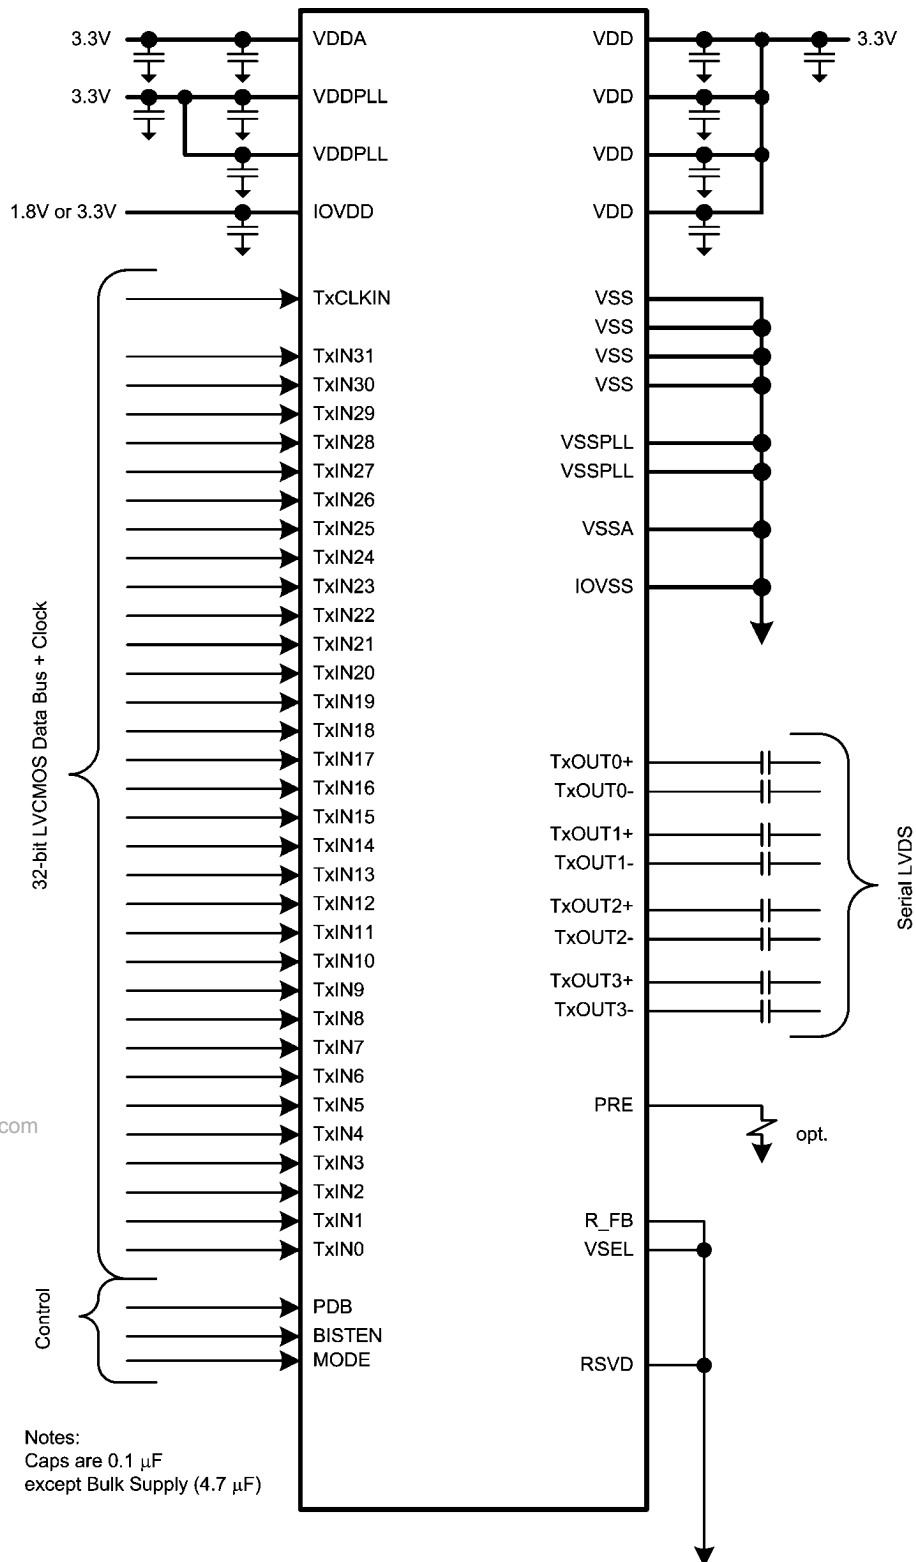 3.3V VDDA VDD 3.3V
3.3V VDDPLL VDD
VDDPLL VDD
1.8V or 3.3V IOVDD VDD
TxCLKIN VSS
VSS
TxIN31 VSS
TxIN30 VSS
TxIN29
TxIN28 VSSPLL
TxIN27 VSSPLL
TxIN26
TxIN25 VSSA
TxIN24
TxIN23 IOVSS
TxIN22
TxIN21
TxIN20
TxIN19
TxIN18
TxIN17 TxOUT0+
TxIN16 TxOUT0-
TxIN15
TxIN14 TxOUT1+
TxIN13 TxOUT1-
TxIN12 TxOUT2+
TxIN11 TxOUT2-
TxIN10
TxIN9 TxOUT3+
TxIN8 TxOUT3-
TxIN7
TxIN6
TxIN5 PRE
TxIN4 opt.
TxIN3
TxIN2
TxIN1 R_FB
TxIN0 VSEL
PDB
BISTEN
MODE RSVD
32-bit LVCMOS Data Bus + Clock
Control
Serial LVDS
com
Notes:
Caps are 0.1 μF
except Bulk Supply (4.7 μF)